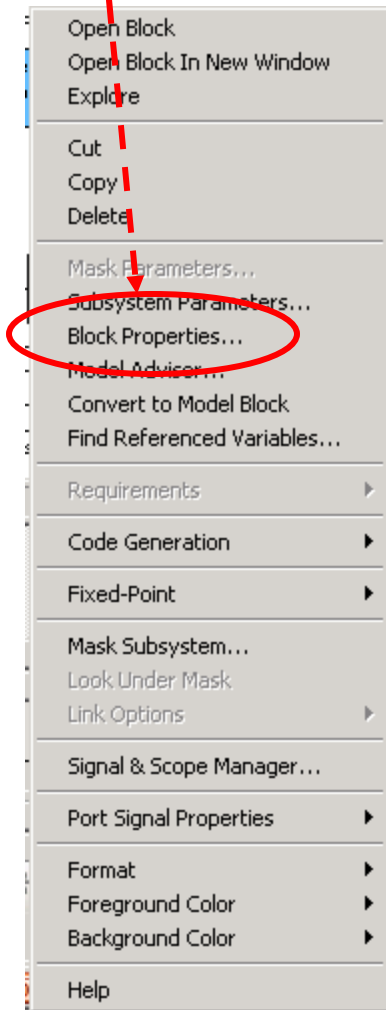 Open Block
Open Block In New Window
Explore
Cut
Copy
Delete
Mask Parameters...
Subsystem Parameters...
Block Properties...
Model Advisor...
Convert to Model Block
Find Referenced Variables...
Requirements
Code Generation
Fixed-Point
Mask Subsystem...
Look Under Mask
Link Options
Signal & Scope Manager...
Port Signal Properties
Format
Foreground Color
Background Color
Help